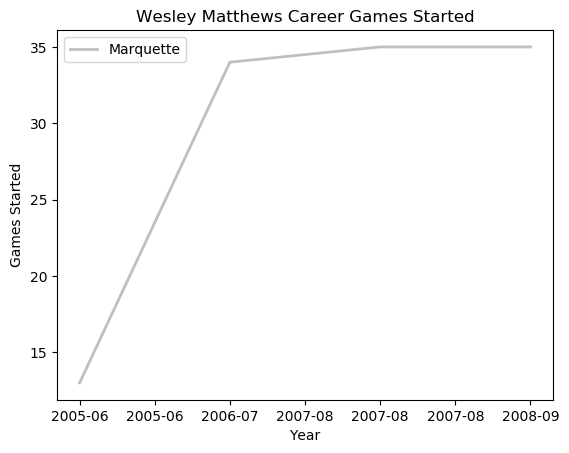 Wesley Matthews Career Games Started
Marquette
35
30
25
20
15
Games Started
2005-06 2005-06 2006-07 2007-08 2007-08 2007-08 2008-09
Year